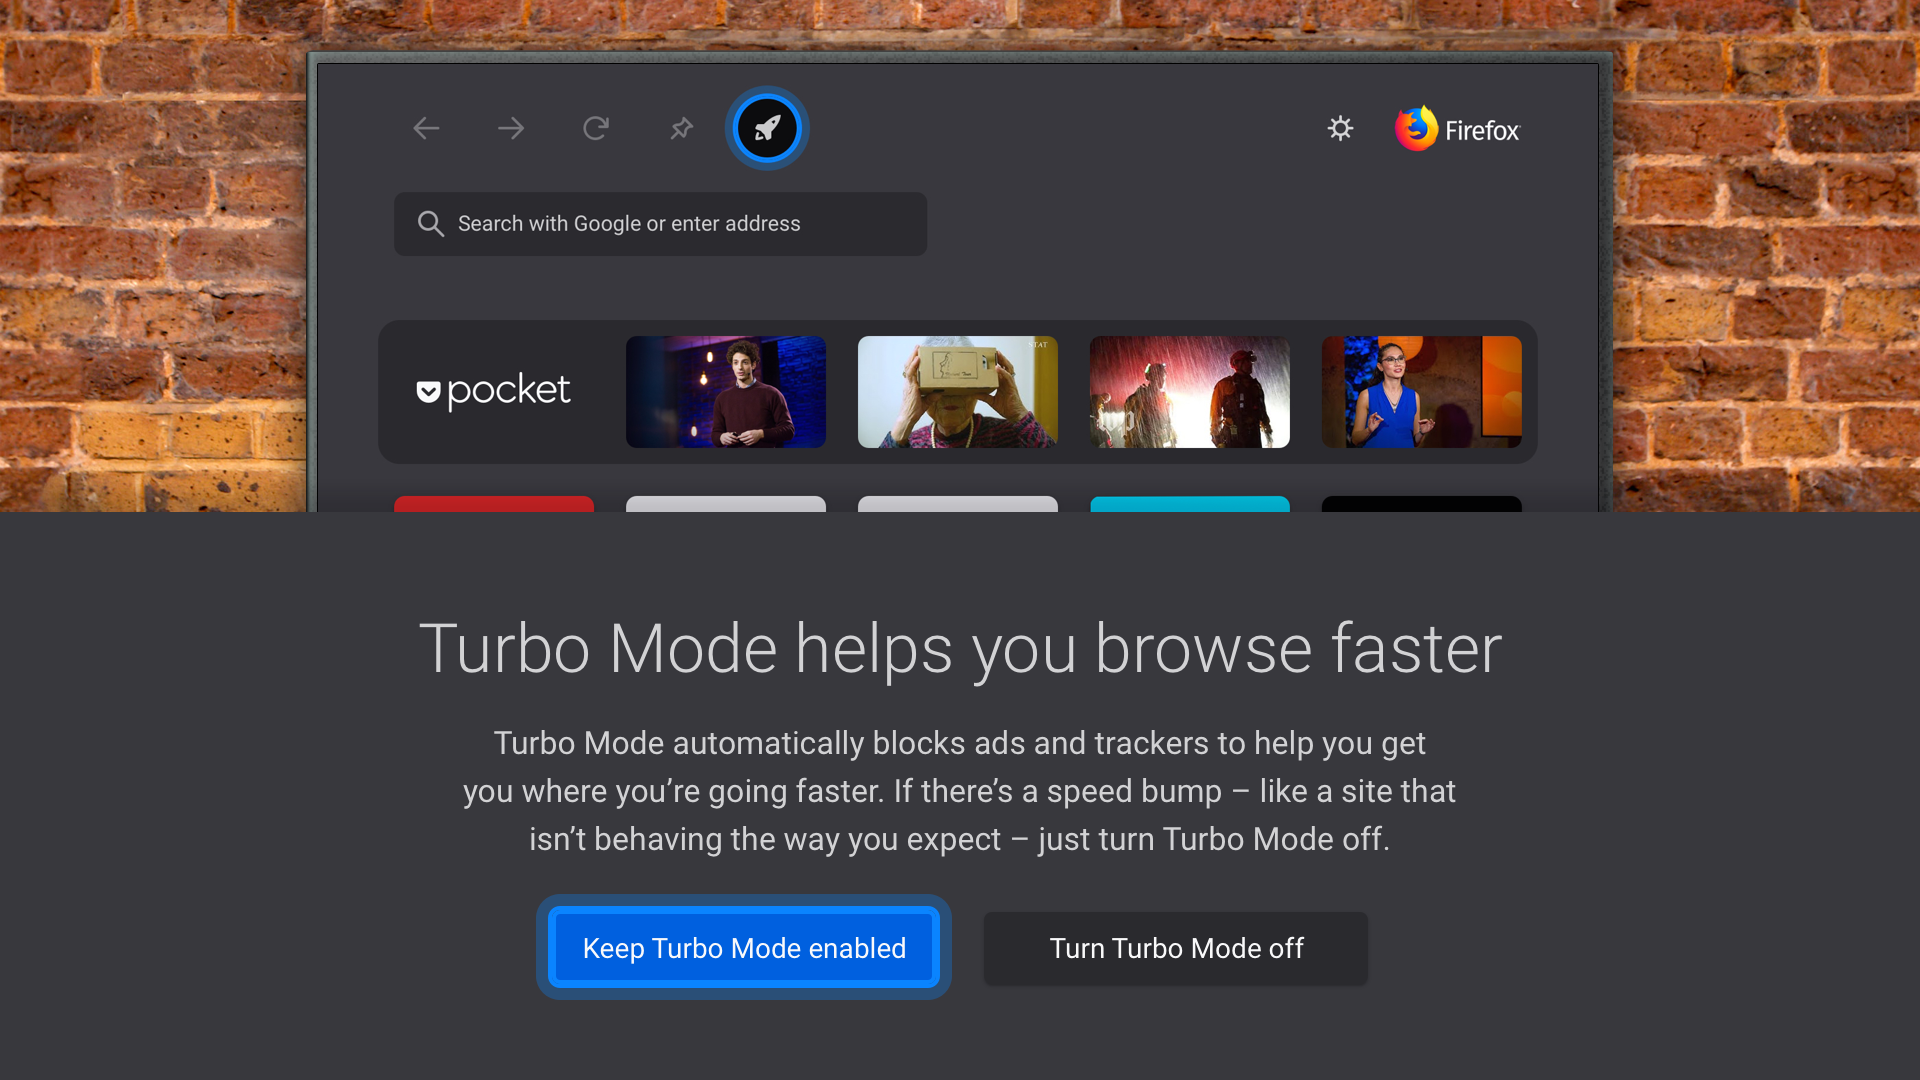 Firefox
Search with Google or enter address
pocket
STAT
Turbo Mode helps you browse faster
Turbo Mode automatically blocks ads and trackers to help you get
you where you’re going faster. If there’s a speed bump – like a site that
isn’t behaving the way you expect – just turn Turbo Mode off.
Keep Turbo Mode enabled
Turn Turbo Mode off